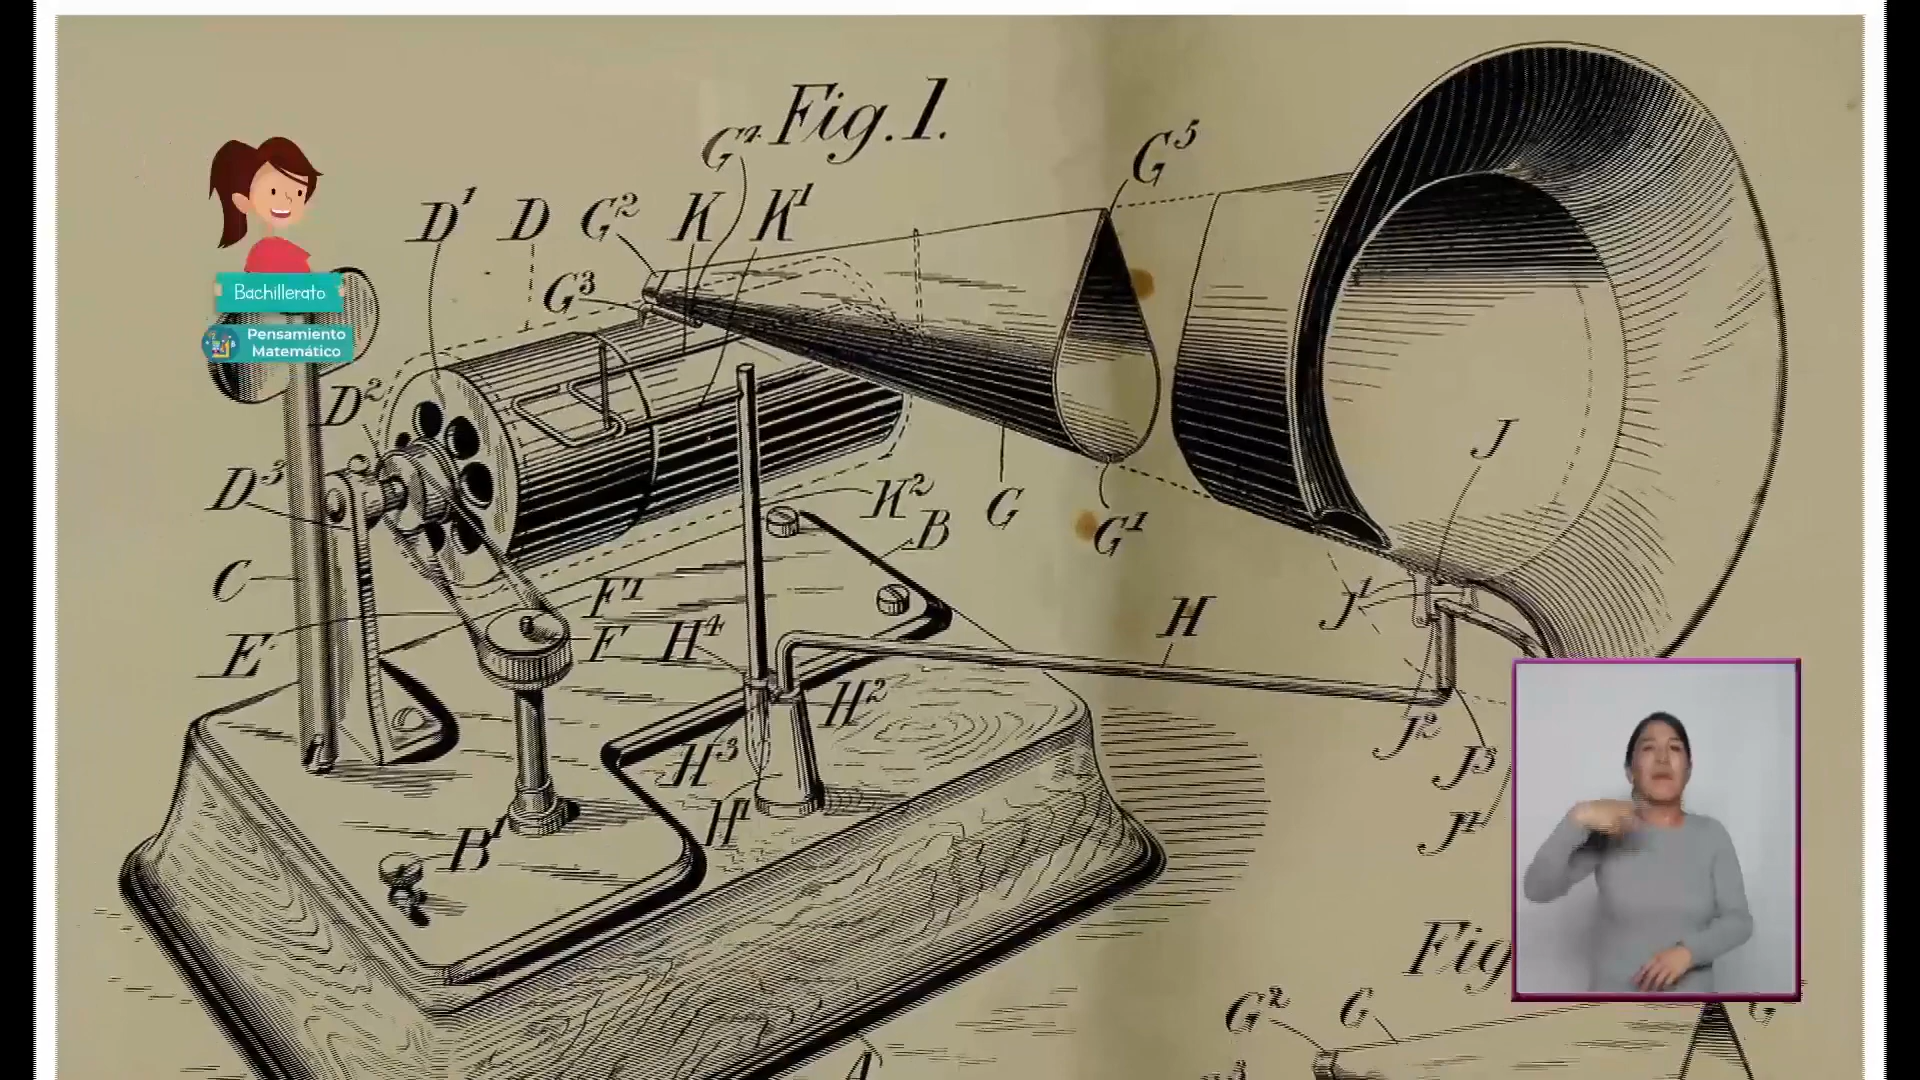 Fig. 1.
G⁴
G⁵
D¹ D G² K K¹
G³
Bachillerato
Pensamiento
Matemático
D²
J
D³
K²
G
B
G¹
C
F¹
H
J¹
E
F
H⁴
H²
J²
H³
J³
H¹
B¹
Fig
G² G
A